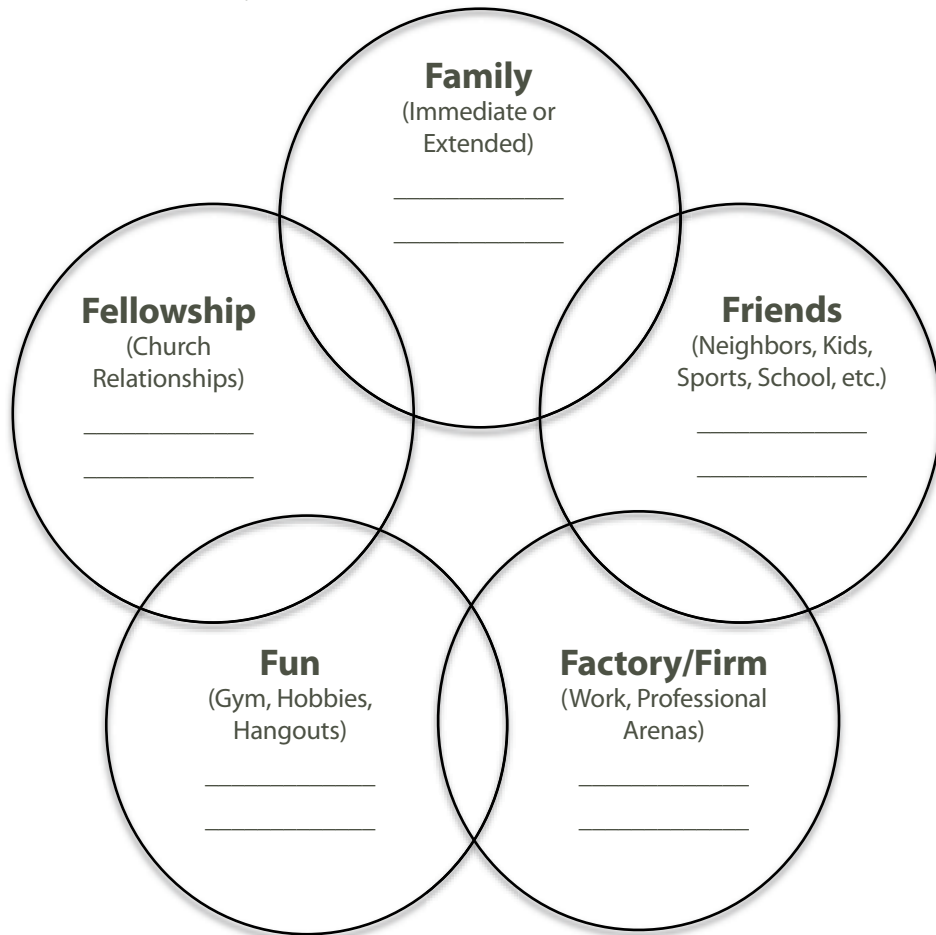 Family
(Immediate or
Extended)
Fellowship
(Church
Relationships)
Friends
(Neighbors, Kids,
Sports, School, etc.)
Fun
(Gym, Hobbies,
Hangouts)
Factory/Firm
(Work, Professional
Arenas)